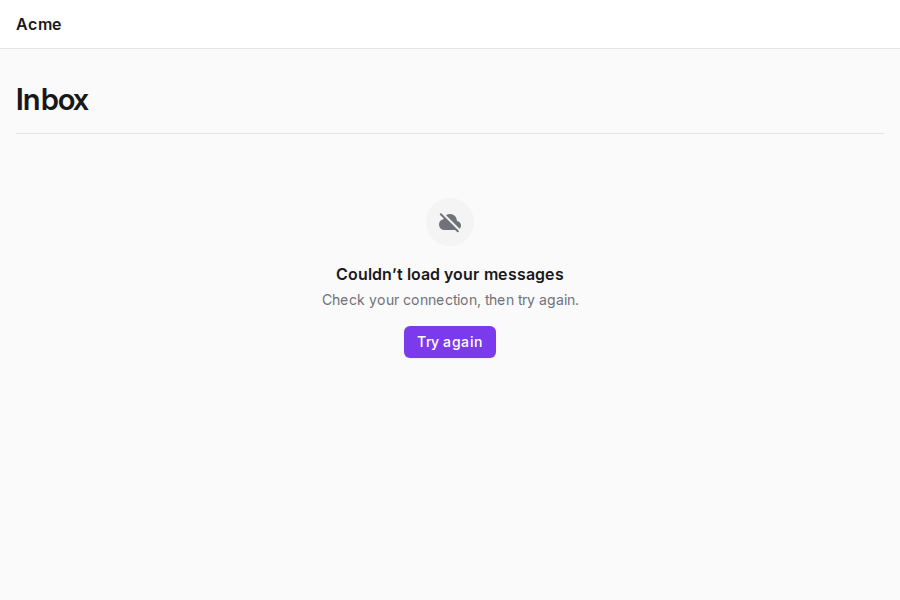 Acme
Inbox
Couldn’t load your messages
Check your connection, then try again.
Try again